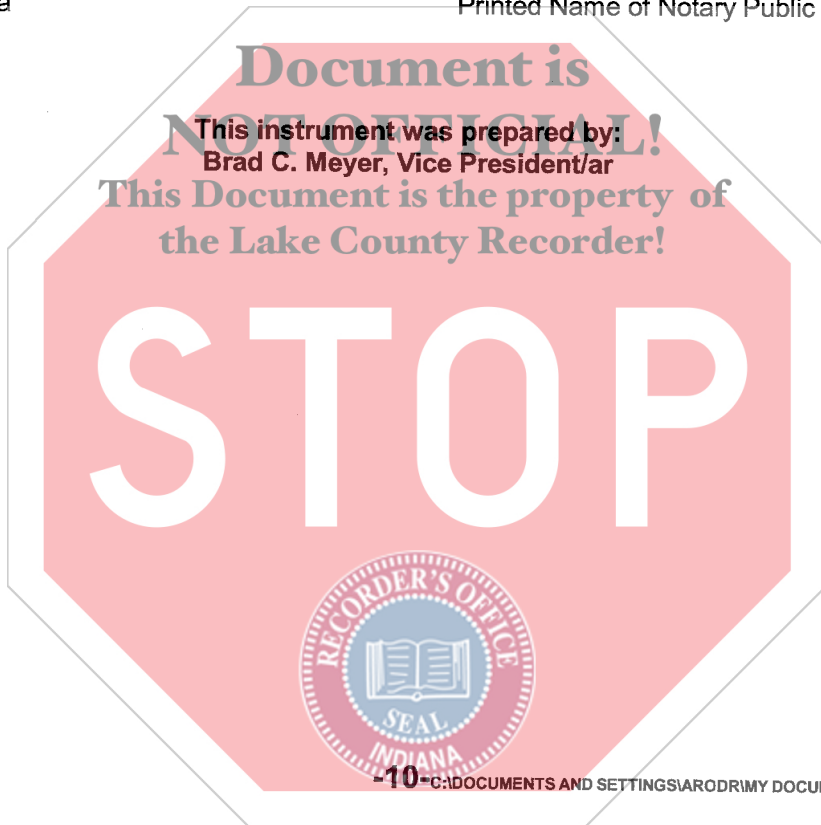 a Printed Name of Notary Public
Document is
NOT OFFICIAL!
This instrument was prepared by:
Brad C. Meyer, Vice President/ar
This Document is the property of
the Lake County Recorder!
STOP
RECORDER'S OFFICE
SEAL
INDIANA
-10- C:\DOCUMENTS AND SETTINGS\ARODR\MY DOCU